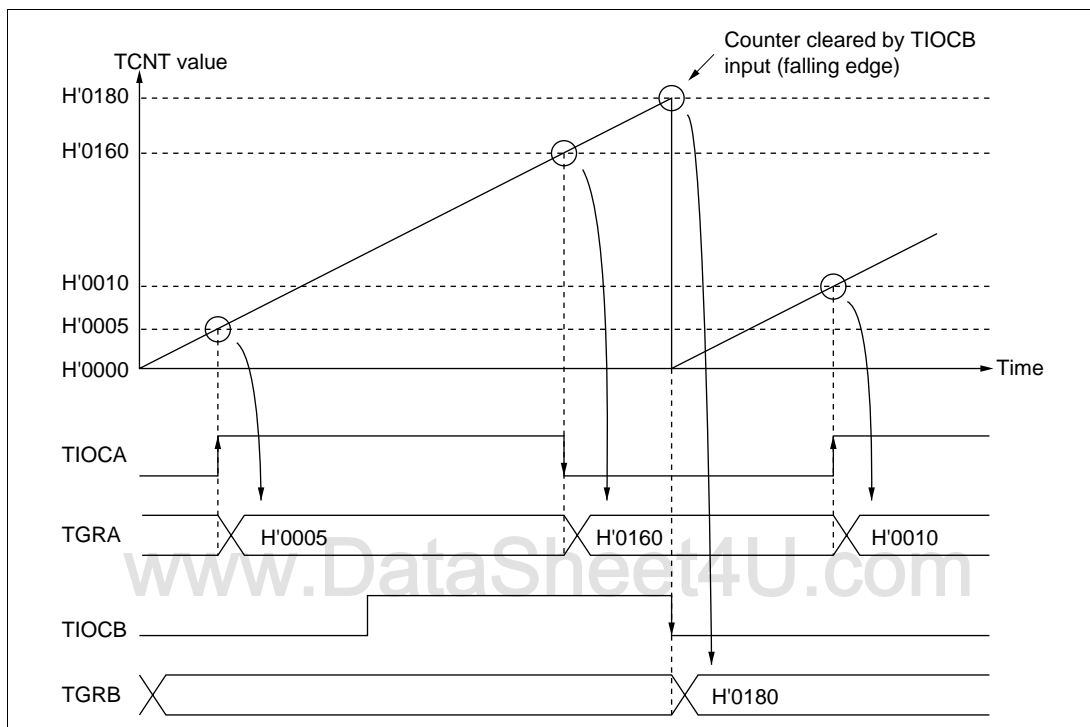 Counter cleared by TIOCB
input (falling edge)
TCNT value
H'0180
H'0160
H'0010
H'0005
H'0000
Time
TIOCA
TGRA
H'0005
H'0160
H'0010
www.DataSheet4U.com
TIOCB
TGRB
H'0180